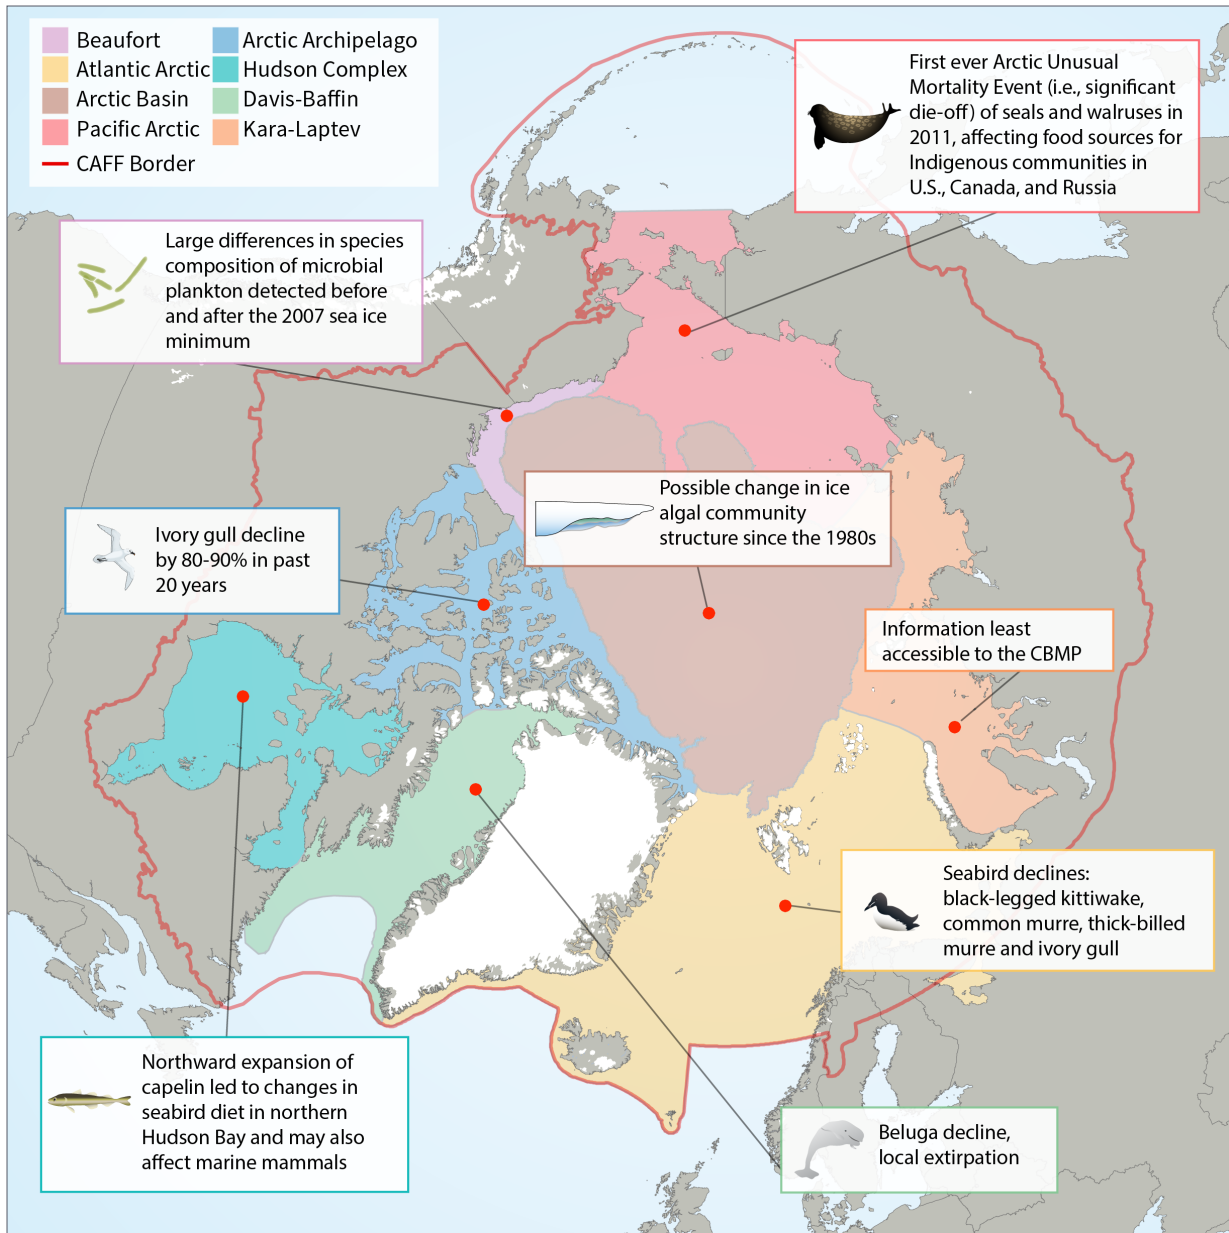 Beaufort
Atlantic Arctic
Arctic Basin
Pacific Arctic
CAFF Border
Arctic Archipelago
Hudson Complex
Davis-Baffin
Kara-Laptev
First ever Arctic Unusual
Mortality Event (i.e., significant
die-off) of seals and walruses in
2011, affecting food sources for
Indigenous communities in
U.S., Canada, and Russia
Large differences in species
composition of microbial
plankton detected before
and after the 2007 sea ice
minimum
Possible change in ice
algal community
structure since the 1980s
Ivory gull decline
by 80-90% in past
20 years
Information least
accessible to the CBMP
Seabird declines:
black-legged kittiwake,
common murre, thick-billed
murre and ivory gull
Northward expansion of
capelin led to changes in
seabird diet in northern
Hudson Bay and may also
affect marine mammals
Beluga decline,
local extirpation